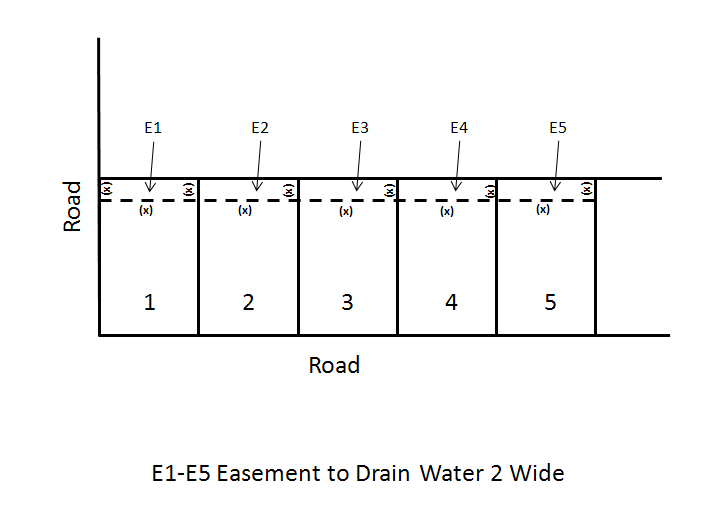 E1 E2 E3 E4 E5
(x) (x) (x) (x) (x) (x)
(x) (x) (x) (x) (x)
Road
1 2 3 4 5
Road
E1-E5 Easement to Drain Water 2 Wide